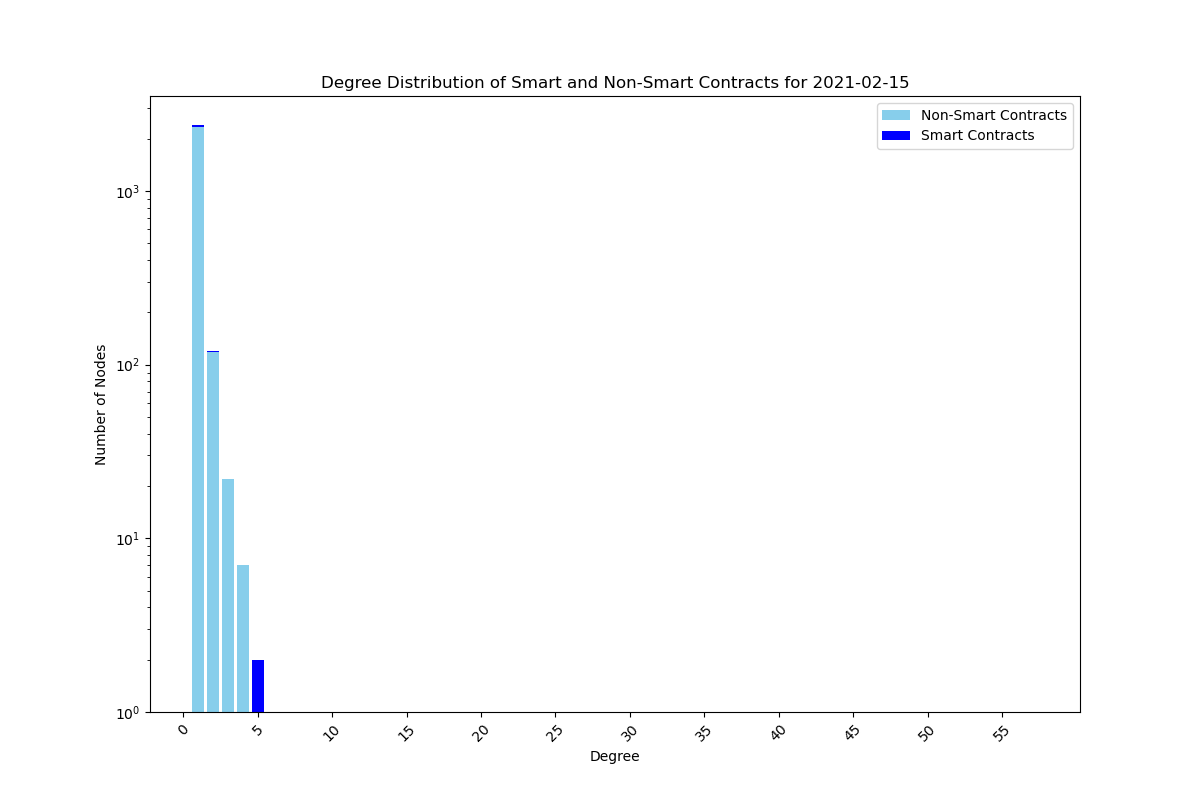 Degree Distribution of Smart and Non-Smart Contracts for 2021-02-15
Non-Smart Contracts
Smart Contracts
Number of Nodes
10³
10²
10¹
10⁰
0 5 10 15 20 25 30 35 40 45 50 55
Degree